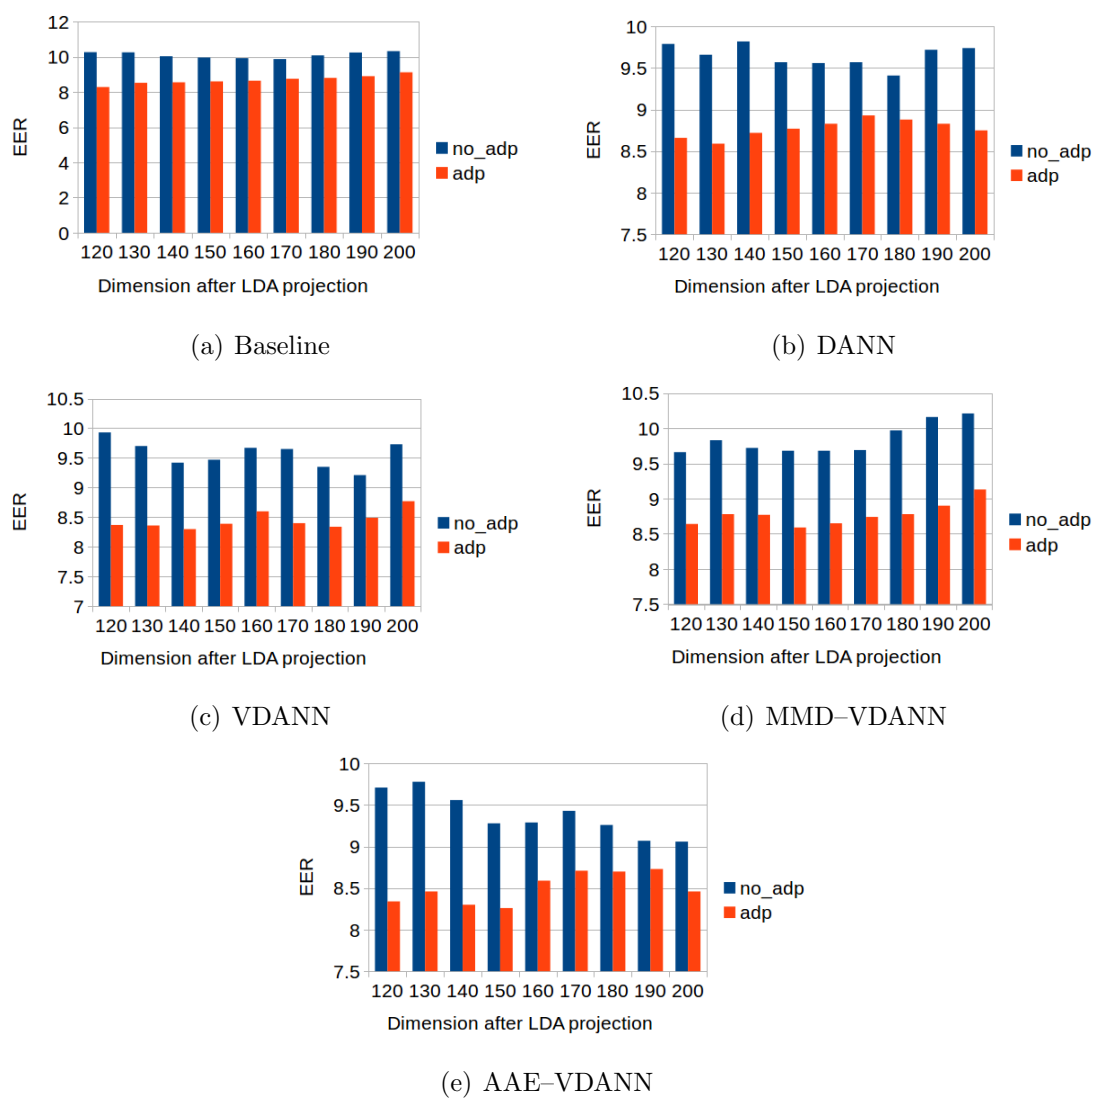 12
10
8
6
4
2
0
EER
120 130 140 150 160 170 180 190 200
Dimension after LDA projection
no_adp
adp
(a) Baseline
10
9.5
9
8.5
8
7.5
EER
120 130 140 150 160 170 180 190 200
Dimension after LDA projection
no_adp
adp
(b) DANN
10.5
10
9.5
9
8.5
8
7.5
7
EER
120 130 140 150 160 170 180 190 200
Dimension after LDA projection
no_adp
adp
(c) VDANN
10.5
10
9.5
9
8.5
8
7.5
EER
120 130 140 150 160 170 180 190 200
Dimension after LDA projection
no_adp
adp
(d) MMD–VDANN
10
9.5
9
8.5
8
7.5
EER
120 130 140 150 160 170 180 190 200
Dimension after LDA projection
no_adp
adp
(e) AAE–VDANN